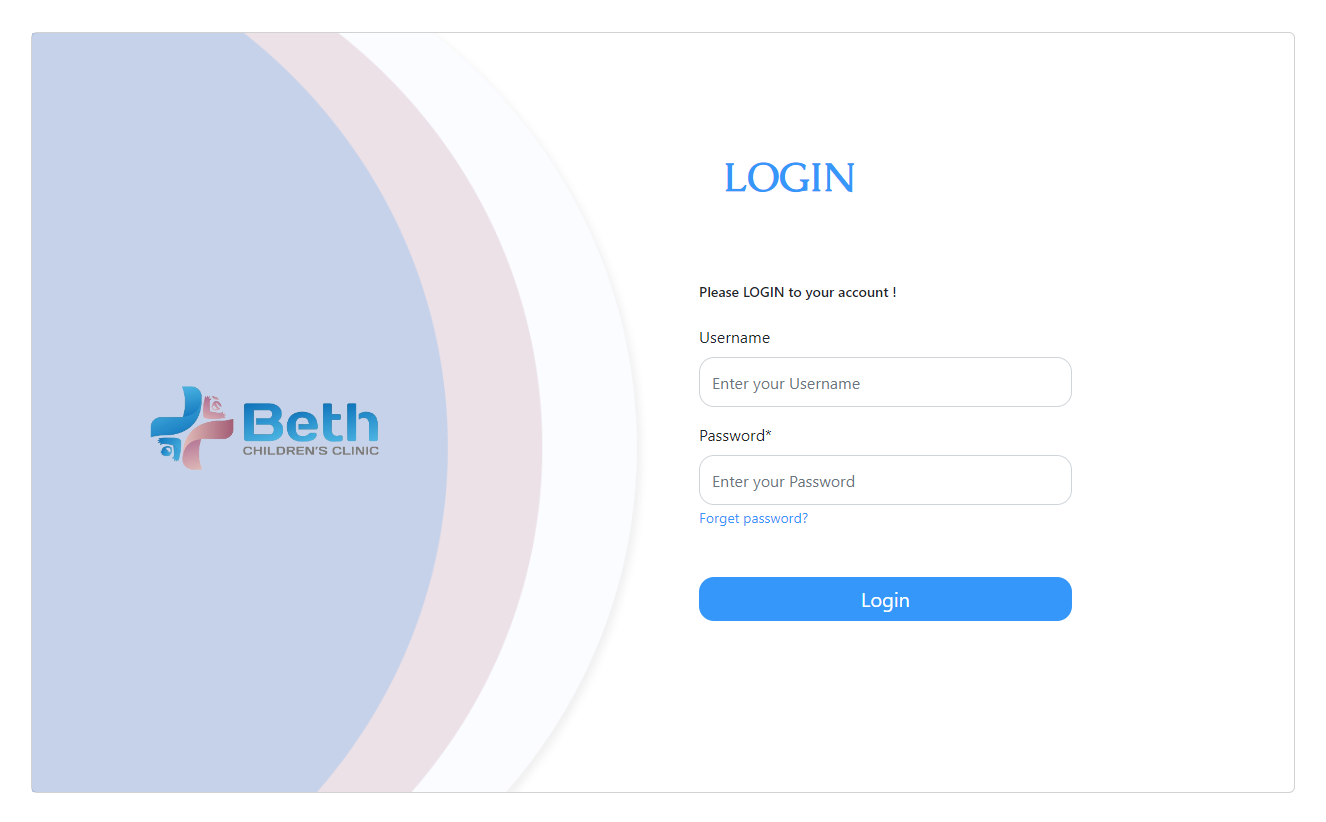 LOGIN
Please LOGIN to your account !
Username
Enter your Username
Beth
CHILDREN'S CLINIC
Password*
Enter your Password
Forget password?
Login